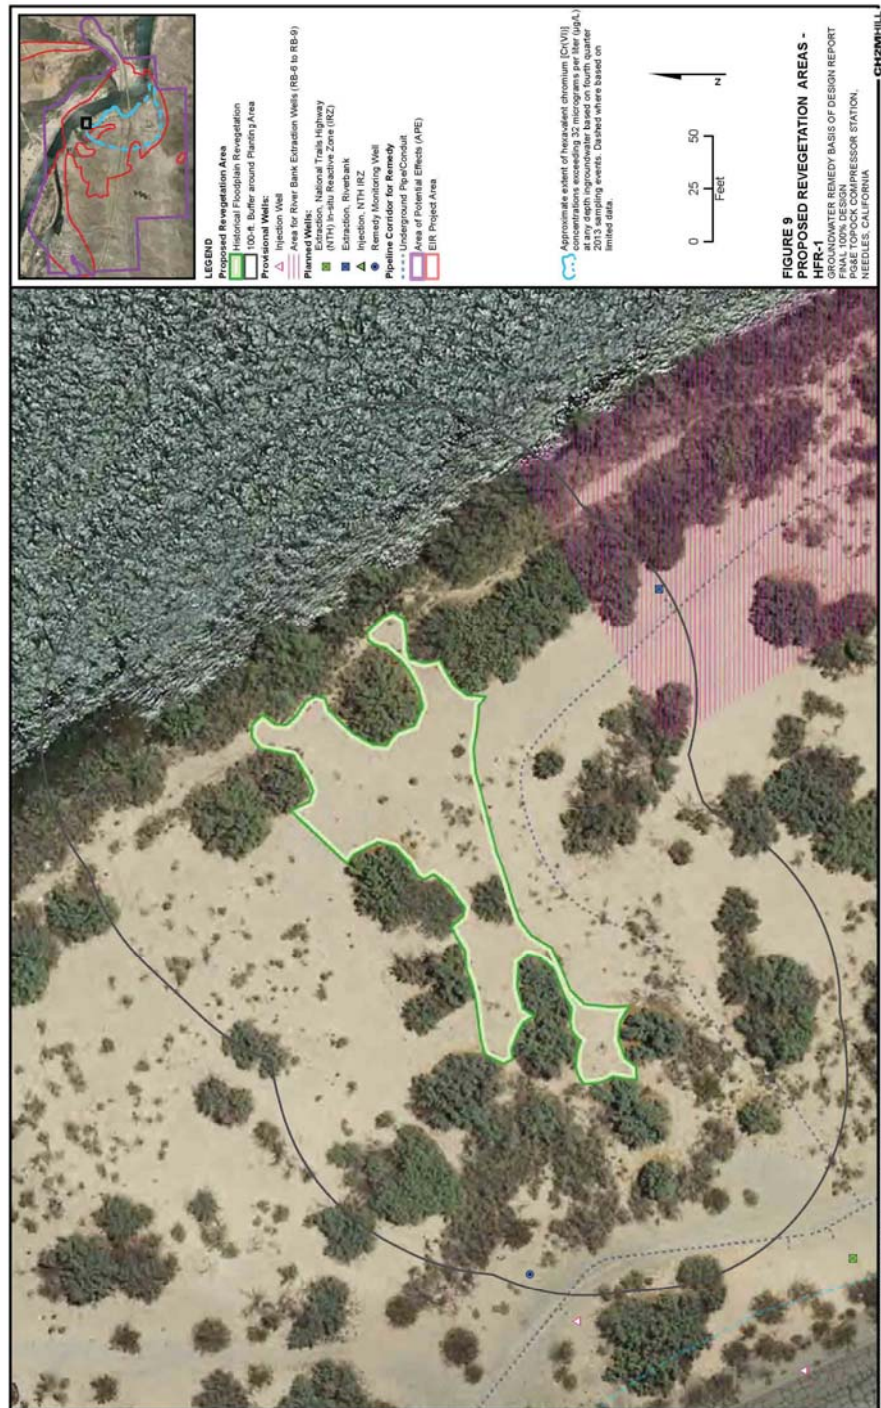 LEGEND
Proposed Revegetation Area
Historical Floodplain Revegetation
100-ft. Buffer around Planting Area
Provisional Wells:
Injection Well
Area for River Bank Extraction Wells (RB-6 to RB-9)
Planned Wells:
Extraction, National Trails Highway
(NTH) In-situ Reactive Zone (IRZ)
Extraction, Riverbank
Injection, NTH IRZ
Remedy Monitoring Well
Pipeline Corridor for Remedy
Underground Pipe/Conduit
Area of Potential Effects (APE)
EIR Project Area
Approximate extent of hexavalent chromium [Cr(VI)]
concentrations exceeding 32 micrograms per liter (µg/L)
at any depth in groundwater based on fourth quarter
2013 sampling events. Dashed where based on
limited data.
N
0 25 50
Feet
FIGURE 9
PROPOSED REVEGETATION AREAS -
HFR-1
GROUNDWATER REMEDY BASIS OF DESIGN REPORT
FINAL 100% DESIGN
PG&E TOPOCK COMPRESSOR STATION,
NEEDLES, CALIFORNIA
CH2MHILL